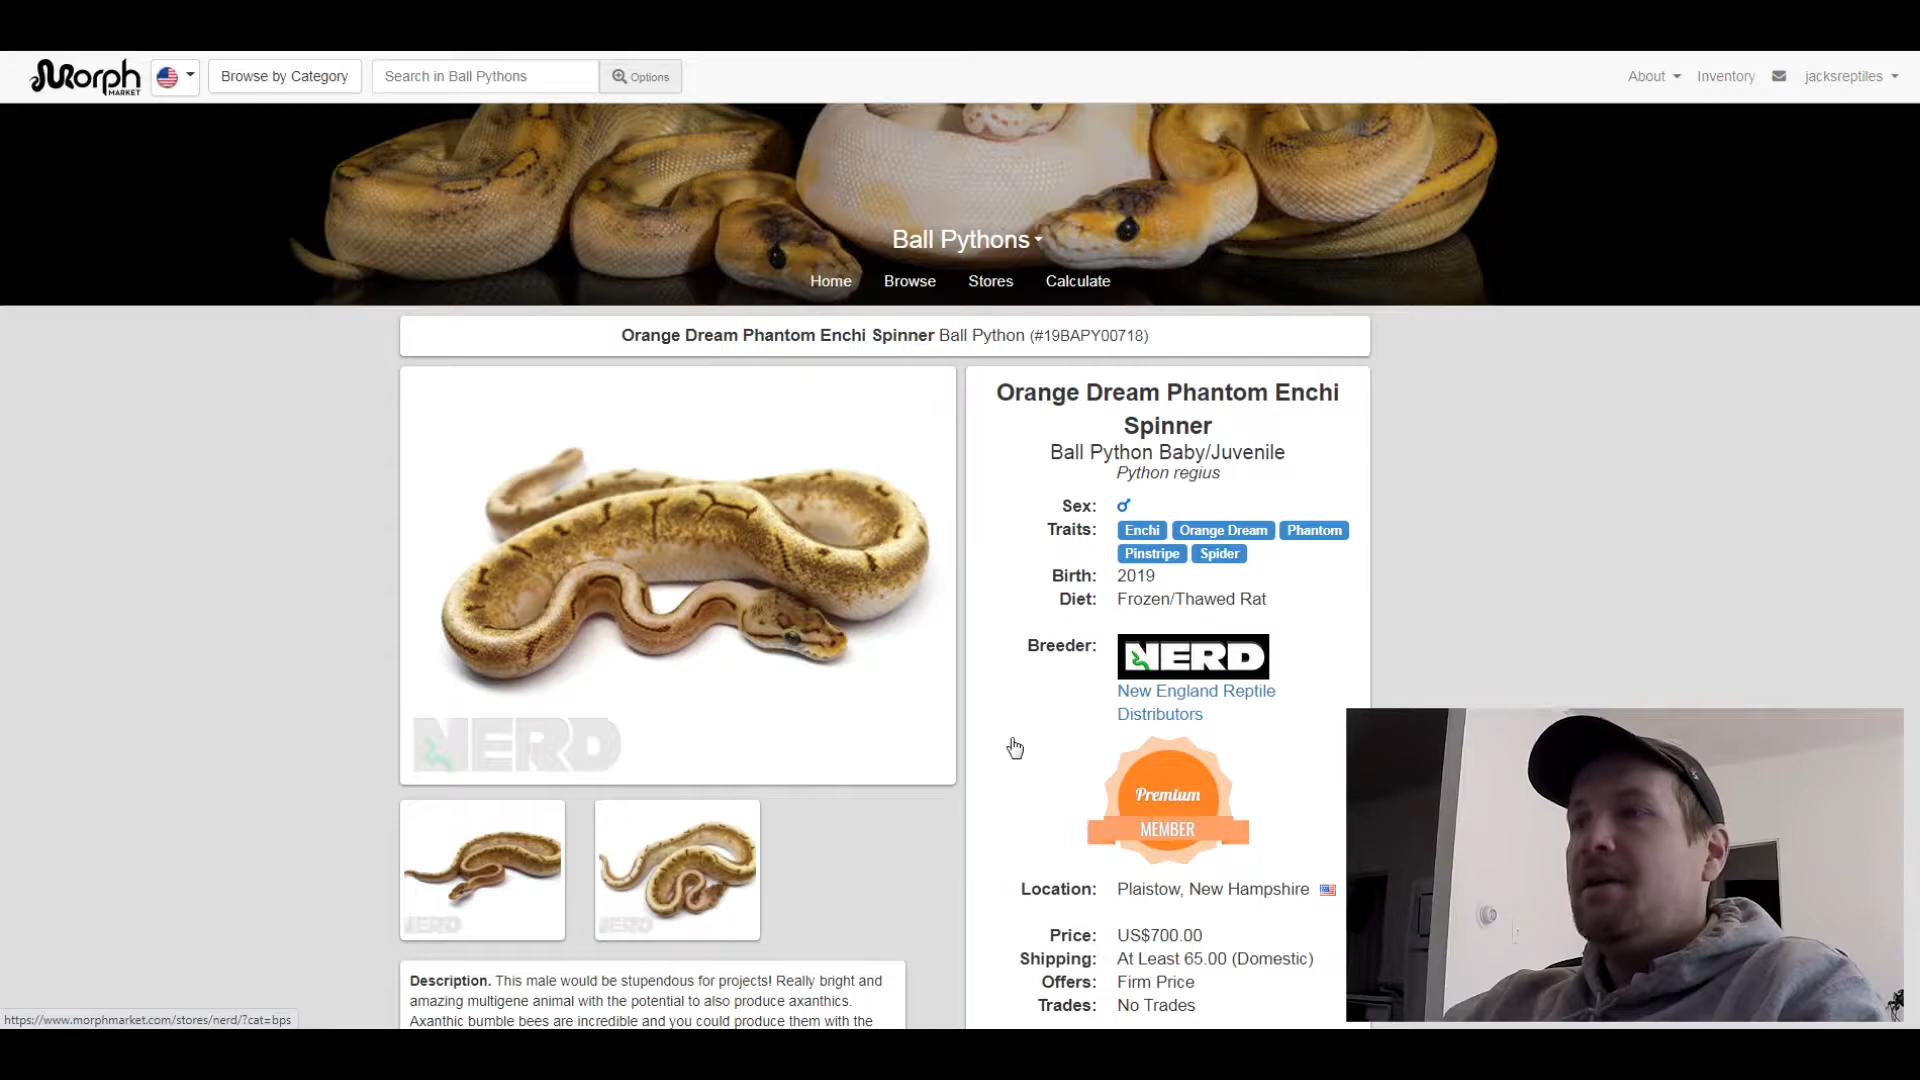 Morph
MARKET
Browse by Category
Search in Ball Pythons
Options
About
Inventory
jacksreptiles
Ball Pythons
Home
Browse
Stores
Calculate
Orange Dream Phantom Enchi Spinner Ball Python (#19BAPY00718)
NERD
NERD
NERD
Description. This male would be stupendous for projects! Really bright and
amazing multigene animal with the potential to also produce axanthics.
Axanthic bumble bees are incredible and you could produce them with the
Orange Dream Phantom Enchi
Spinner
Ball Python Baby/Juvenile
Python regius
Sex: ♂
Traits: Enchi Orange Dream Phantom
Pinstripe Spider
Birth: 2019
Diet: Frozen/Thawed Rat
Breeder: NERD
New England Reptile
Distributors
Premium
MEMBER
Location: Plaistow, New Hampshire
Price: US$700.00
Shipping: At Least 65.00 (Domestic)
Offers: Firm Price
Trades: No Trades
https://www.morphmarket.com/stores/nerd/?cat=bps